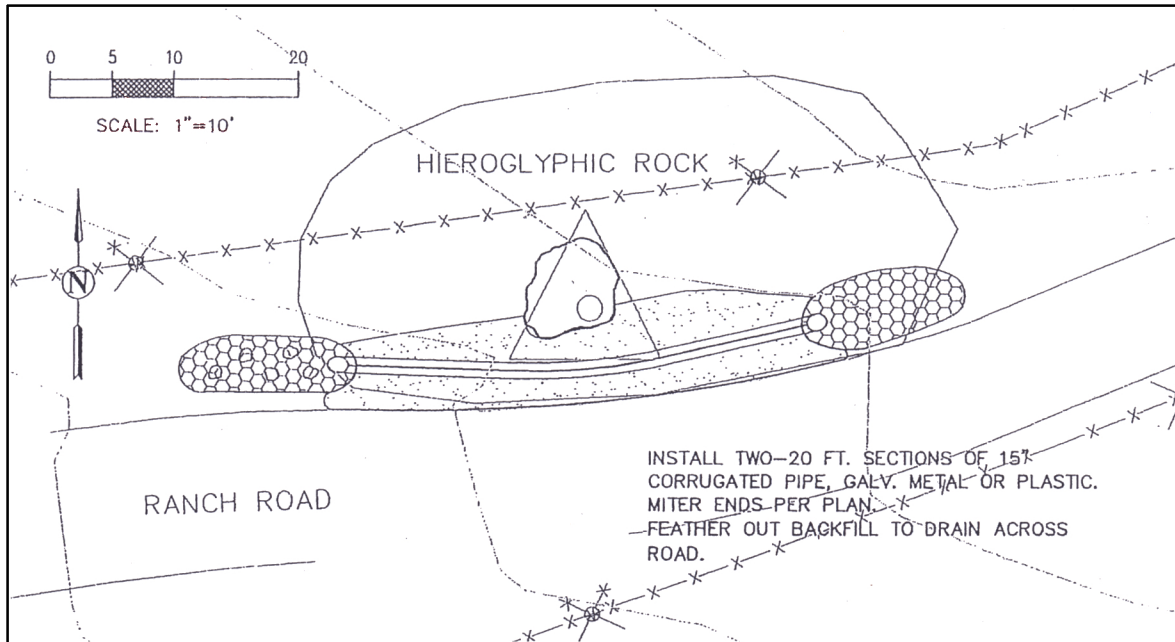 0 5 10 20
SCALE: 1"=10'
HIEROGLYPHIC ROCK
N
RANCH ROAD
INSTALL TWO-20 FT. SECTIONS OF 15"
CORRUGATED PIPE, GALV. METAL OR PLASTIC.
MITER ENDS PER PLAN.
FEATHER OUT BACKFILL TO DRAIN ACROSS
ROAD.